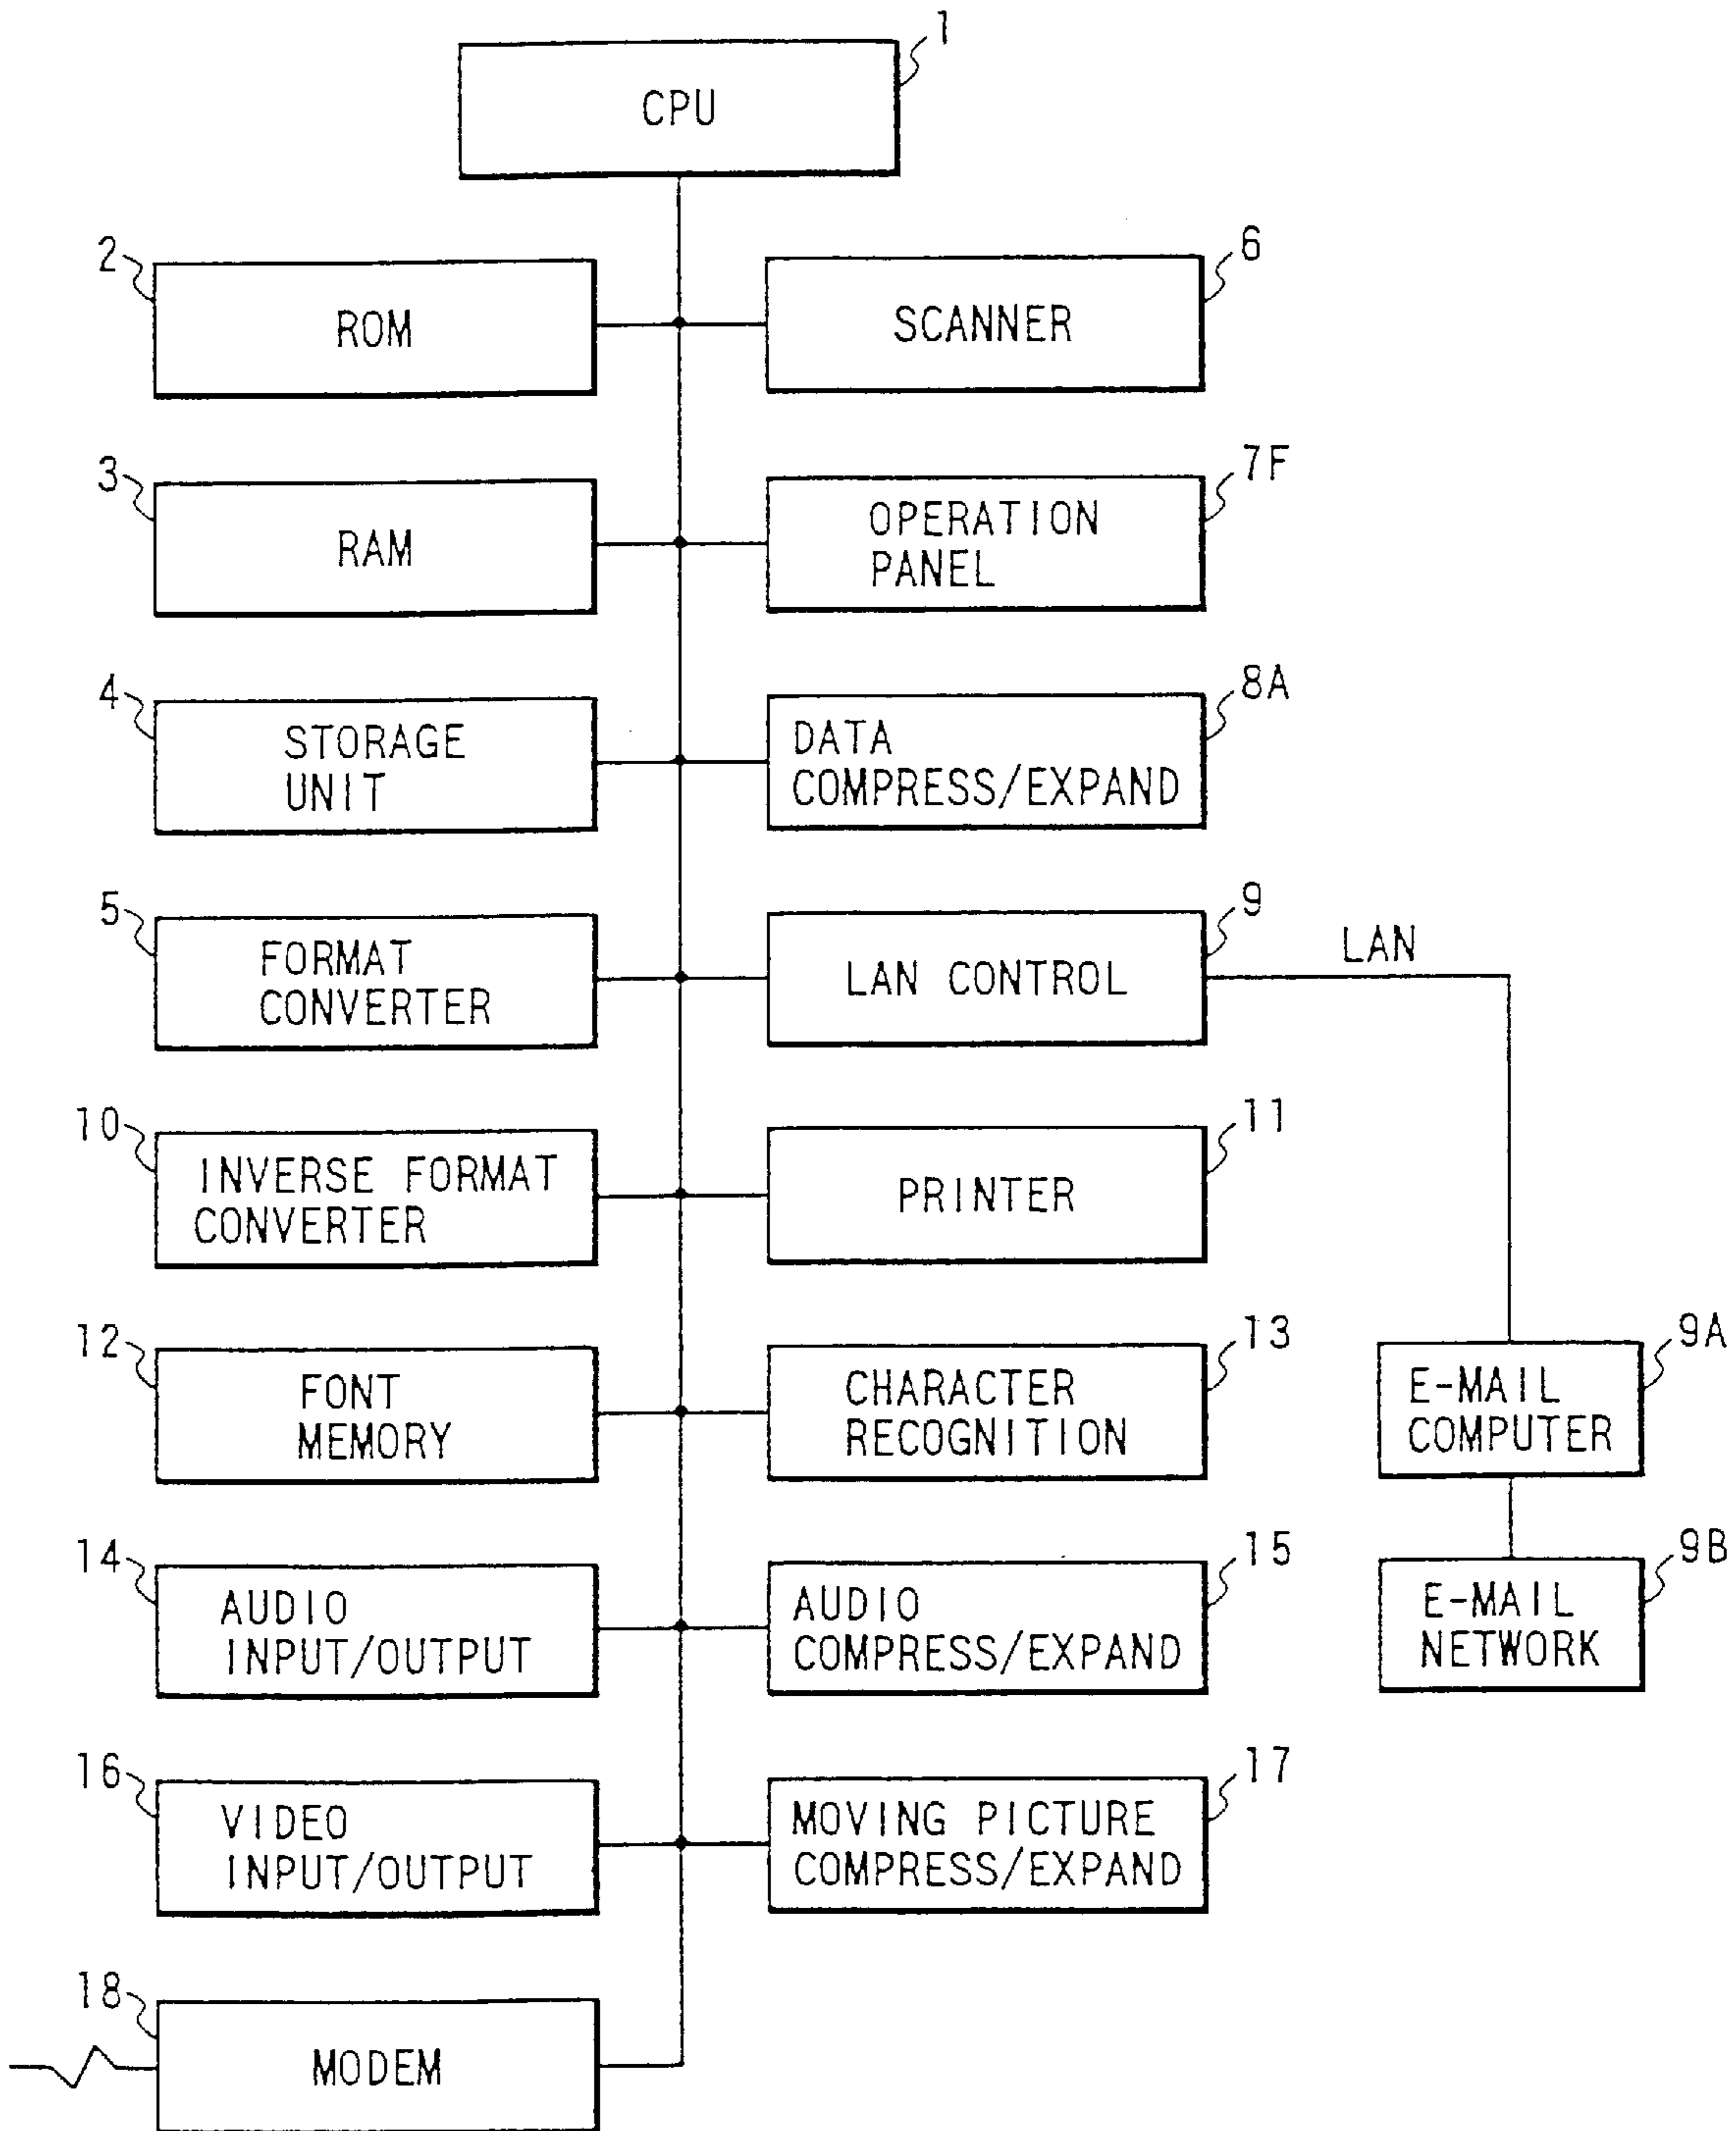 1
CPU
2
ROM
6
SCANNER
3
RAM
7F
OPERATION
PANEL
4
STORAGE
UNIT
8A
DATA
COMPRESS/EXPAND
5
FORMAT
CONVERTER
9
LAN CONTROL
LAN
10
INVERSE FORMAT
CONVERTER
11
PRINTER
12
FONT
MEMORY
13
CHARACTER
RECOGNITION
9A
E-MAIL
COMPUTER
14
AUDIO
INPUT/OUTPUT
15
AUDIO
COMPRESS/EXPAND
9B
E-MAIL
NETWORK
16
VIDEO
INPUT/OUTPUT
17
MOVING PICTURE
COMPRESS/EXPAND
18
MODEM